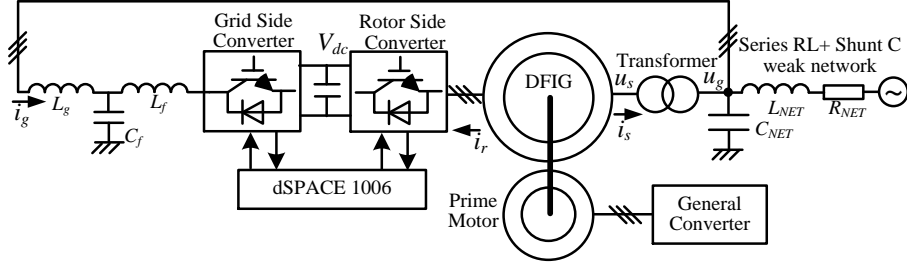 Grid Side
Converter
V_dc
Rotor Side
Converter
Transformer
Series RL+ Shunt C
weak network
i_g
L_g
L_f
C_f
DFIG
u_s
u_g
i_r
i_s
L_NET
R_NET
C_NET
dSPACE 1006
Prime
Motor
General
Converter